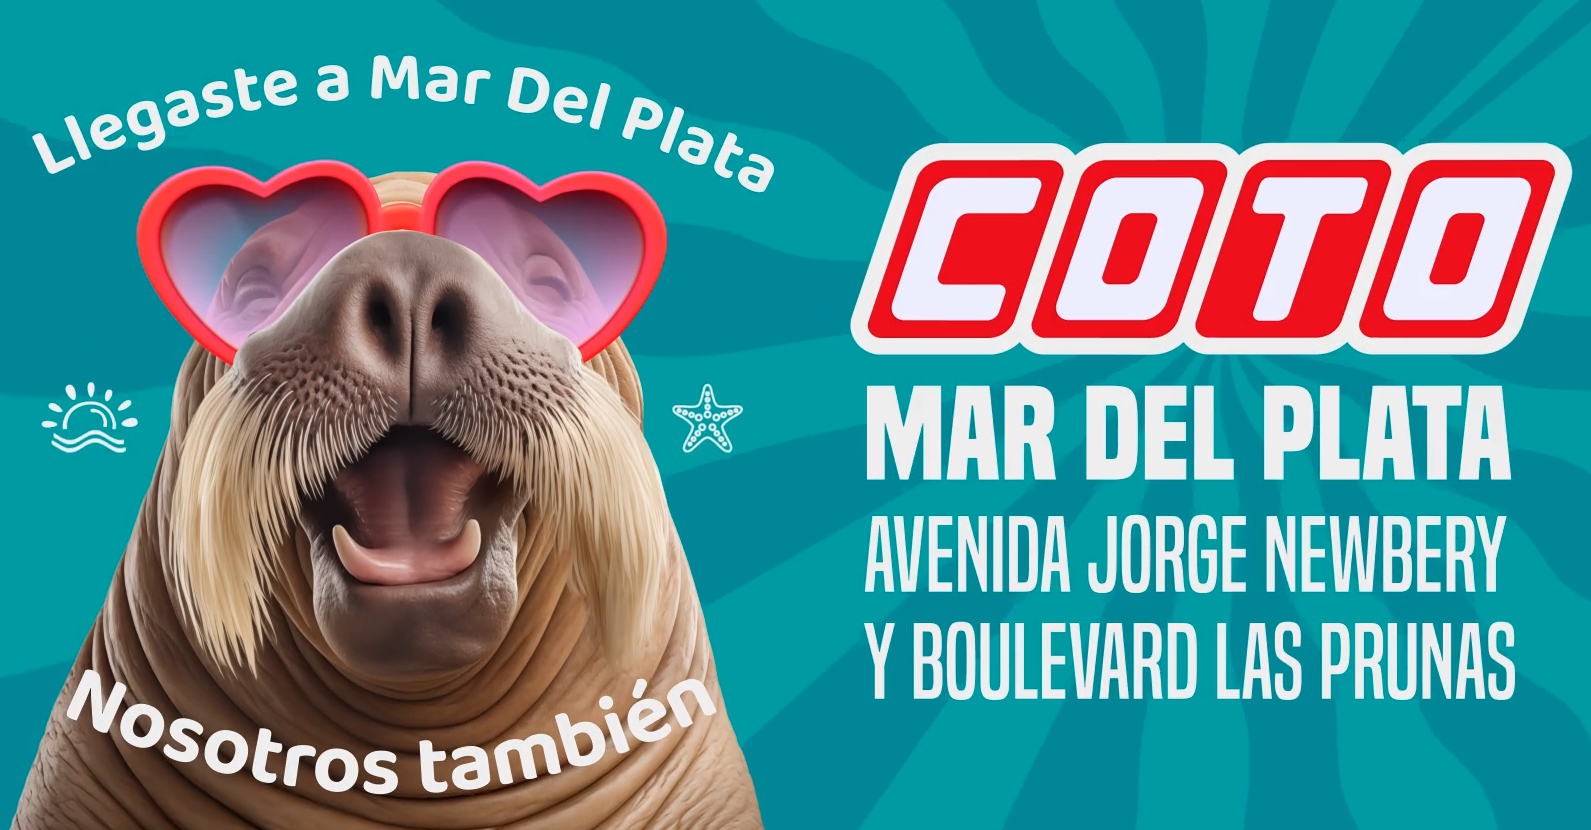 Llegaste a Mar Del Plata
Nosotros también
COTO
MAR DEL PLATA
AVENIDA JORGE NEWBERY
Y BOULEVARD LAS PRUNAS